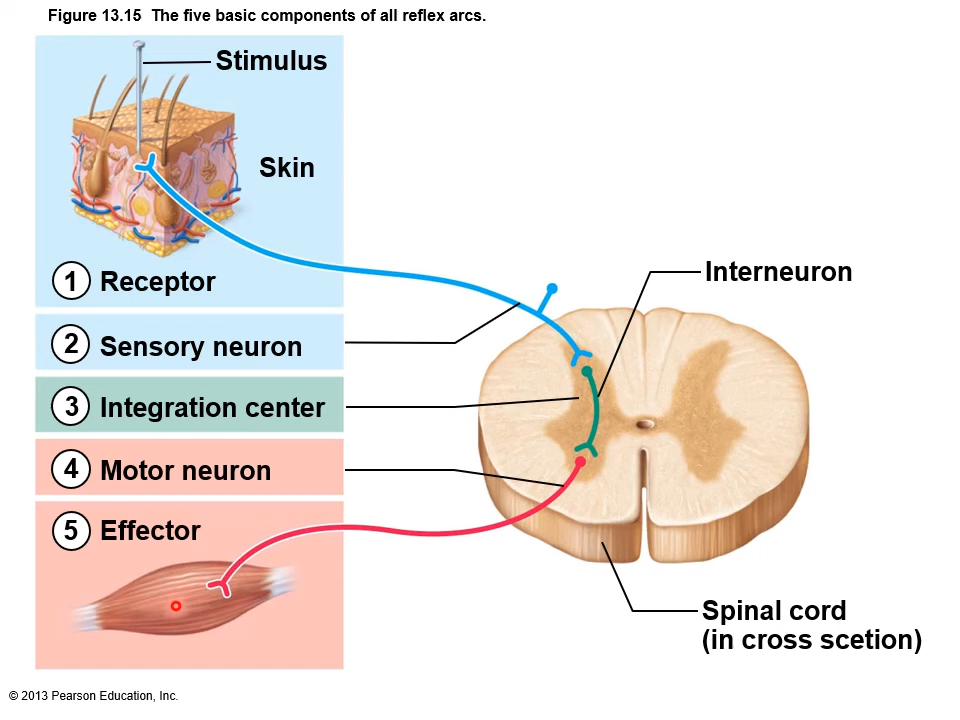 Figure 13.15 The five basic components of all reflex arcs.
Stimulus
Skin
1 Receptor
Interneuron
2 Sensory neuron
3 Integration center
4 Motor neuron
5 Effector
Spinal cord
(in cross scetion)
© 2013 Pearson Education, Inc.